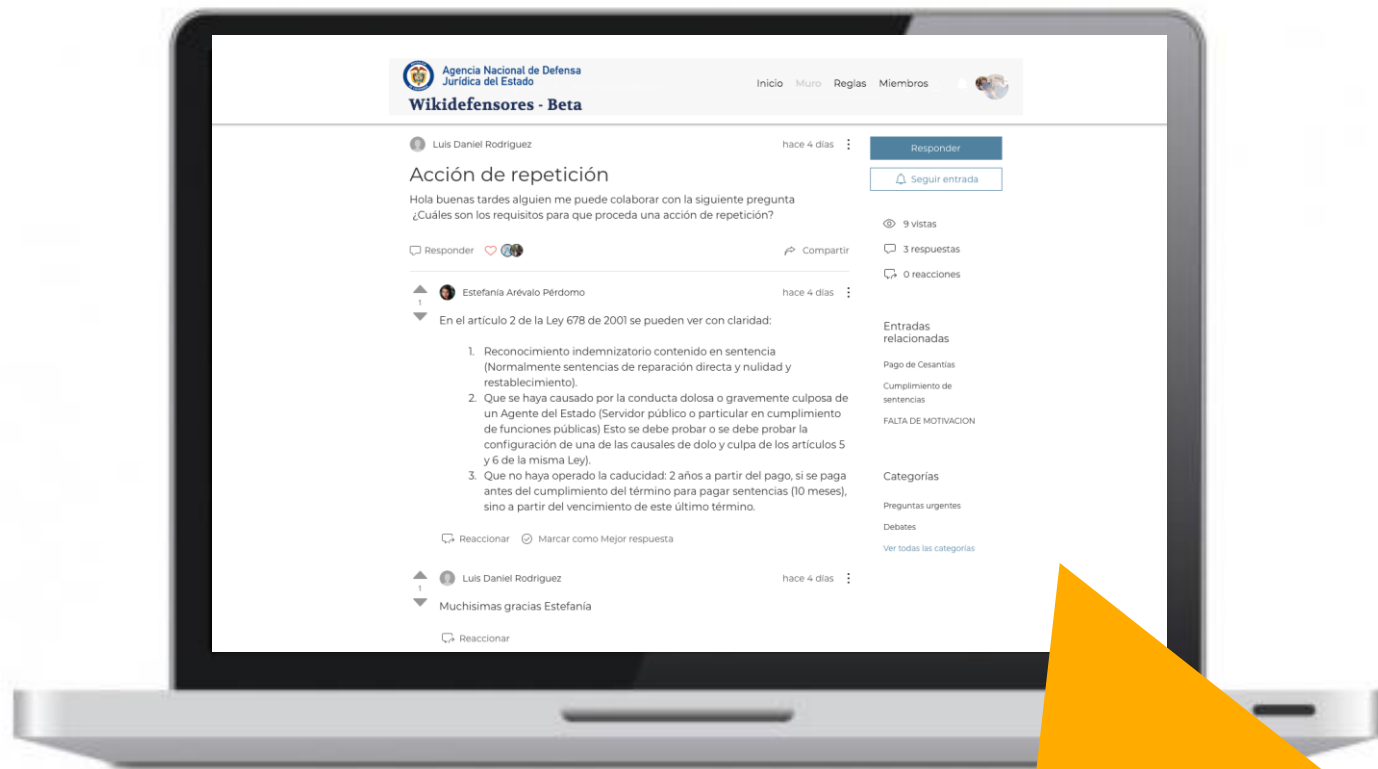 Agencia Nacional de Defensa
Jurídica del Estado
Wikidefensores - Beta
Inicio Muro Reglas Miembros
Luis Daniel Rodriguez hace 4 días
Acción de repetición
Hola buenas tardes alguien me puede colaborar con la siguiente pregunta
¿Cuáles son los requisitos para que proceda una acción de repetición?
Responder
Compartir
1
Estefanía Arévalo Pérdomo hace 4 días
En el artículo 2 de la Ley 678 de 2001 se pueden ver con claridad:
1. Reconocimiento indemnizatorio contenido en sentencia
(Normalmente sentencias de reparación directa y nulidad y
restablecimiento).
2. Que se haya causado por la conducta dolosa o gravemente culposa de
un Agente del Estado (Servidor público o particular en cumplimiento
de funciones públicas) Esto se debe probar o se debe probar la
configuración de una de las causales de dolo y culpa de los artículos 5
y 6 de la misma Ley).
3. Que no haya operado la caducidad: 2 años a partir del pago, si se paga
antes del cumplimiento del término para pagar sentencias (10 meses),
sino a partir del vencimiento de este último término.
Reaccionar Marcar como Mejor respuesta
1
Luis Daniel Rodriguez hace 4 días
Muchisimas gracias Estefanía
Reaccionar
Responder
Seguir entrada
9 vistas
3 respuestas
0 reacciones
Entradas
relacionadas
Pago de Cesantías
Cumplimiento de
sentencias
FALTA DE MOTIVACION
Categorías
Preguntas urgentes
Debates
Ver todas las categorías